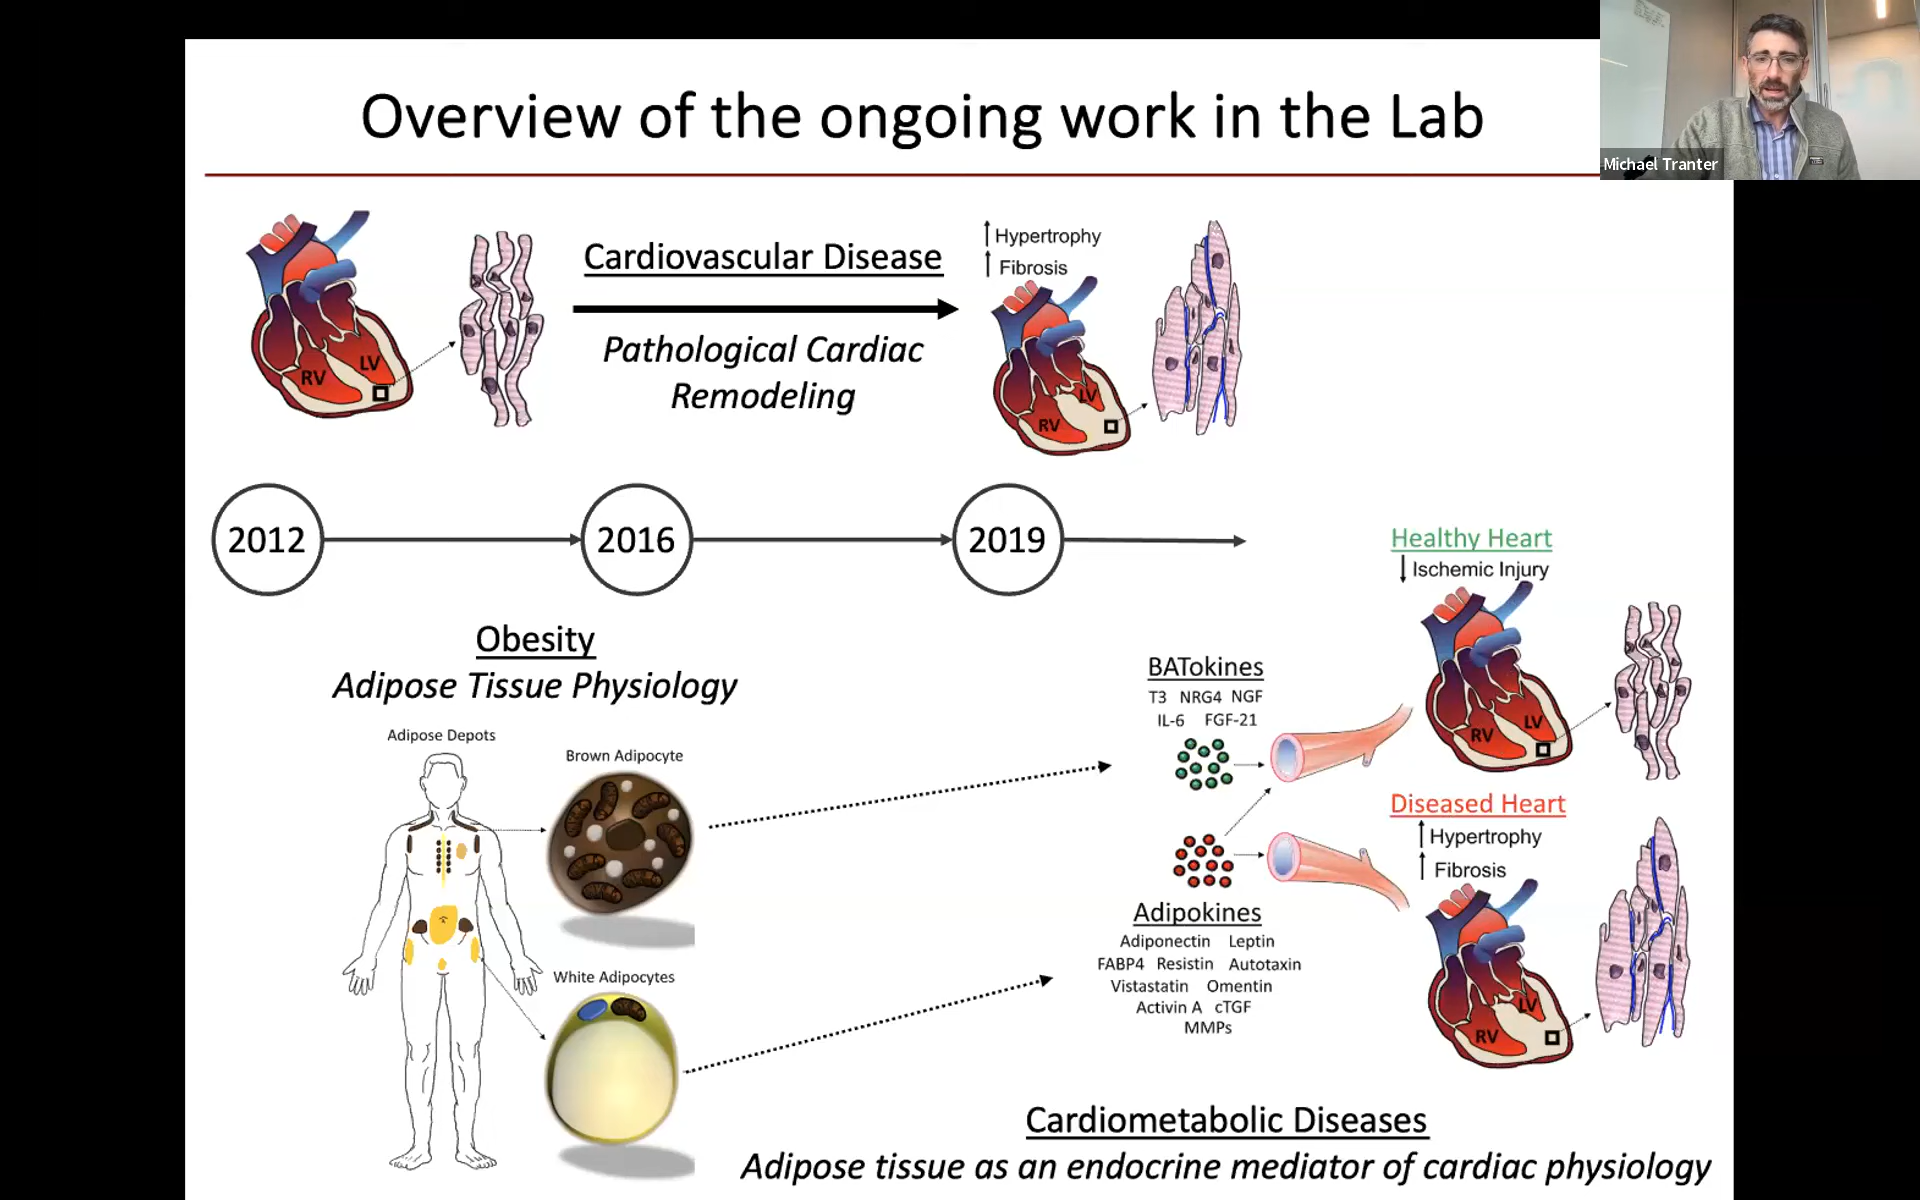 Overview of the ongoing work in the Lab
Michael Tranter
Cardiovascular Disease
Pathological Cardiac
Remodeling
Hypertrophy
Fibrosis
LV
RV
LV
RV
2012
2016
2019
Obesity
Adipose Tissue Physiology
Adipose Depots
Brown Adipocyte
White Adipocytes
BATokines
T3 NRG4 NGF
IL-6 FGF-21
Adipokines
Adiponectin Leptin
FABP4 Resistin Autotaxin
Vistastatin Omentin
Activin A cTGF
MMPs
Healthy Heart
Ischemic Injury
LV
RV
Diseased Heart
Hypertrophy
Fibrosis
LV
RV
Cardiometabolic Diseases
Adipose tissue as an endocrine mediator of cardiac physiology